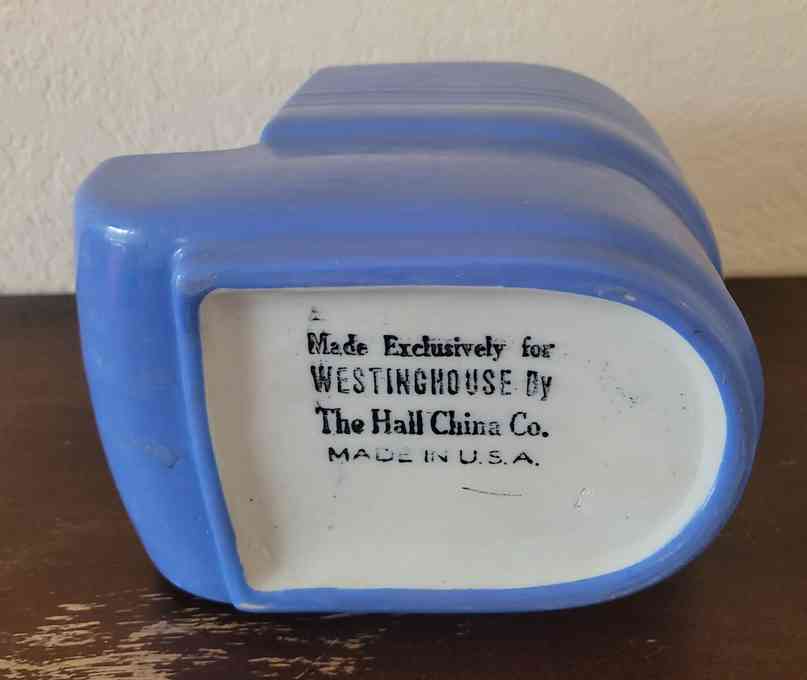 Made Exclusively for
WESTINGHOUSE By
The Hall China Co.
MADE IN U.S.A.